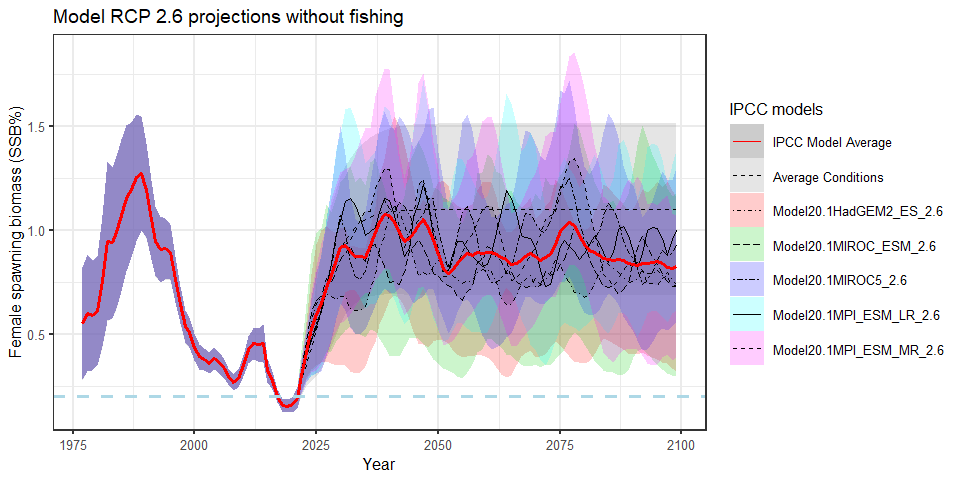 Model RCP 2.6 projections without fishing
Female spawning biomass (SSB%)
1.5
1.0
0.5
1975
2000
2025
2050
2075
2100
Year
IPCC models
IPCC Model Average
Average Conditions
Model20.1HadGEM2_ES_2.6
Model20.1MIROC_ESM_2.6
Model20.1MIROC5_2.6
Model20.1MPI_ESM_LR_2.6
Model20.1MPI_ESM_MR_2.6